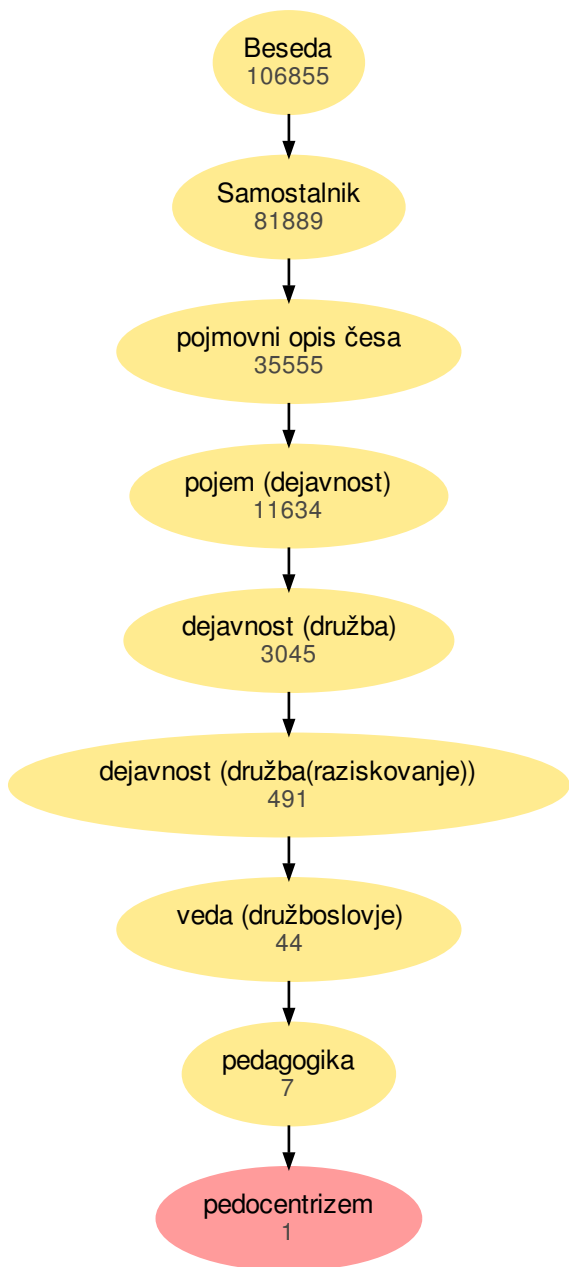 Beseda
106855
Samostalnik
81889
pojmovni opis česa
35555
pojem (dejavnost)
11634
dejavnost (družba)
3045
dejavnost (družba(raziskovanje))
491
veda (družboslovje)
44
pedagogika
7
pedocentrizem
1